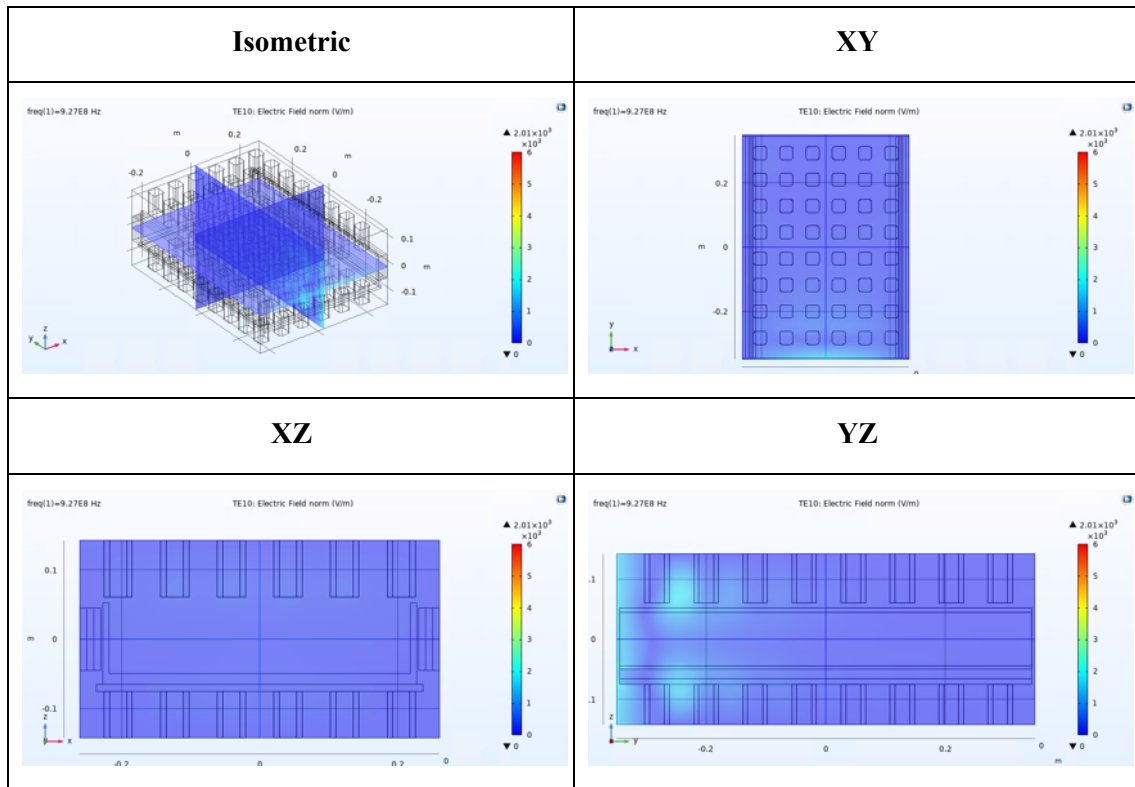 Isometric
XY
freq(1)=9.27E8 Hz TE10: Electric Field norm (V/m)
▲ 2.01×10³
×10³
6
5
4
3
2
1
0
▼ 0
m
0.2
0
-0.2
0.2
0
-0.2
m
0.1
0
-0.1
m
z
y
x
freq(1)=9.27E8 Hz TE10: Electric Field norm (V/m)
▲ 2.01×10³
×10³
6
5
4
3
2
1
0
▼ 0
0.2
m 0
-0.2
y
x
XZ
YZ
freq(1)=9.27E8 Hz TE10: Electric Field norm (V/m)
▲ 2.01×10³
×10³
6
5
4
3
2
1
0
▼ 0
0.1
m 0
-0.1
z
x
-0.2 0 0.2 0
freq(1)=9.27E8 Hz TE10: Electric Field norm (V/m)
▲ 2.01×10³
×10³
6
5
4
3
2
1
0
▼ 0
.1
0
.1
z
y
-0.2 0 0.2 0
m